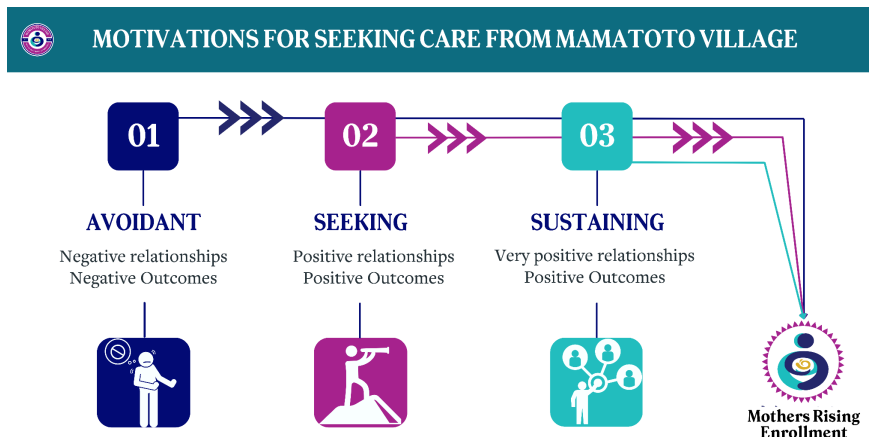 MOTIVATIONS FOR SEEKING CARE FROM MAMATOTO VILLAGE
01
02
03
AVOIDANT
Negative relationships
Negative Outcomes
SEEKING
Positive relationships
Positive Outcomes
SUSTAINING
Very positive relationships
Positive Outcomes
Mothers Rising
Enrollment